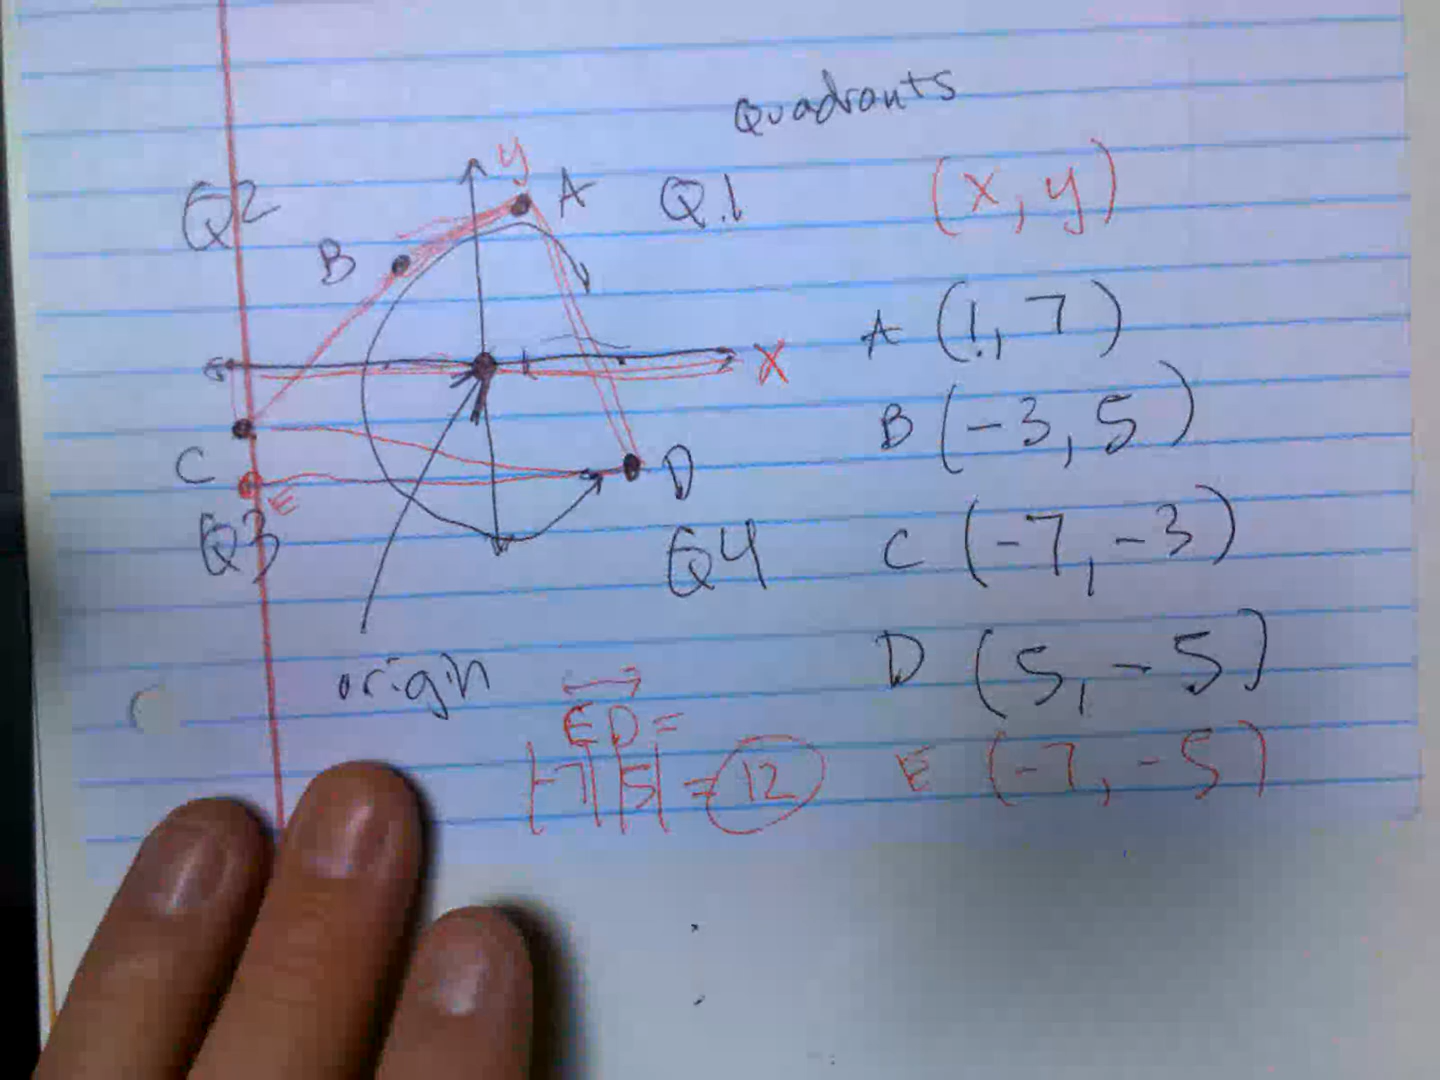 Quadrants
y
A
Q.1
(x, y)
Q2
B
A (1, 7)
X
B (-3, 5)
C
D
E
Q3
Q4
C (-7, -3)
origin
D (5, -5)
ED =
|-7| |5| = 12
E (-7, -5)